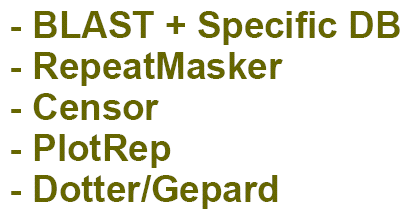 - BLAST + Specific DB
- RepeatMasker
- Censor
- PlotRep
- Dotter/Gepard